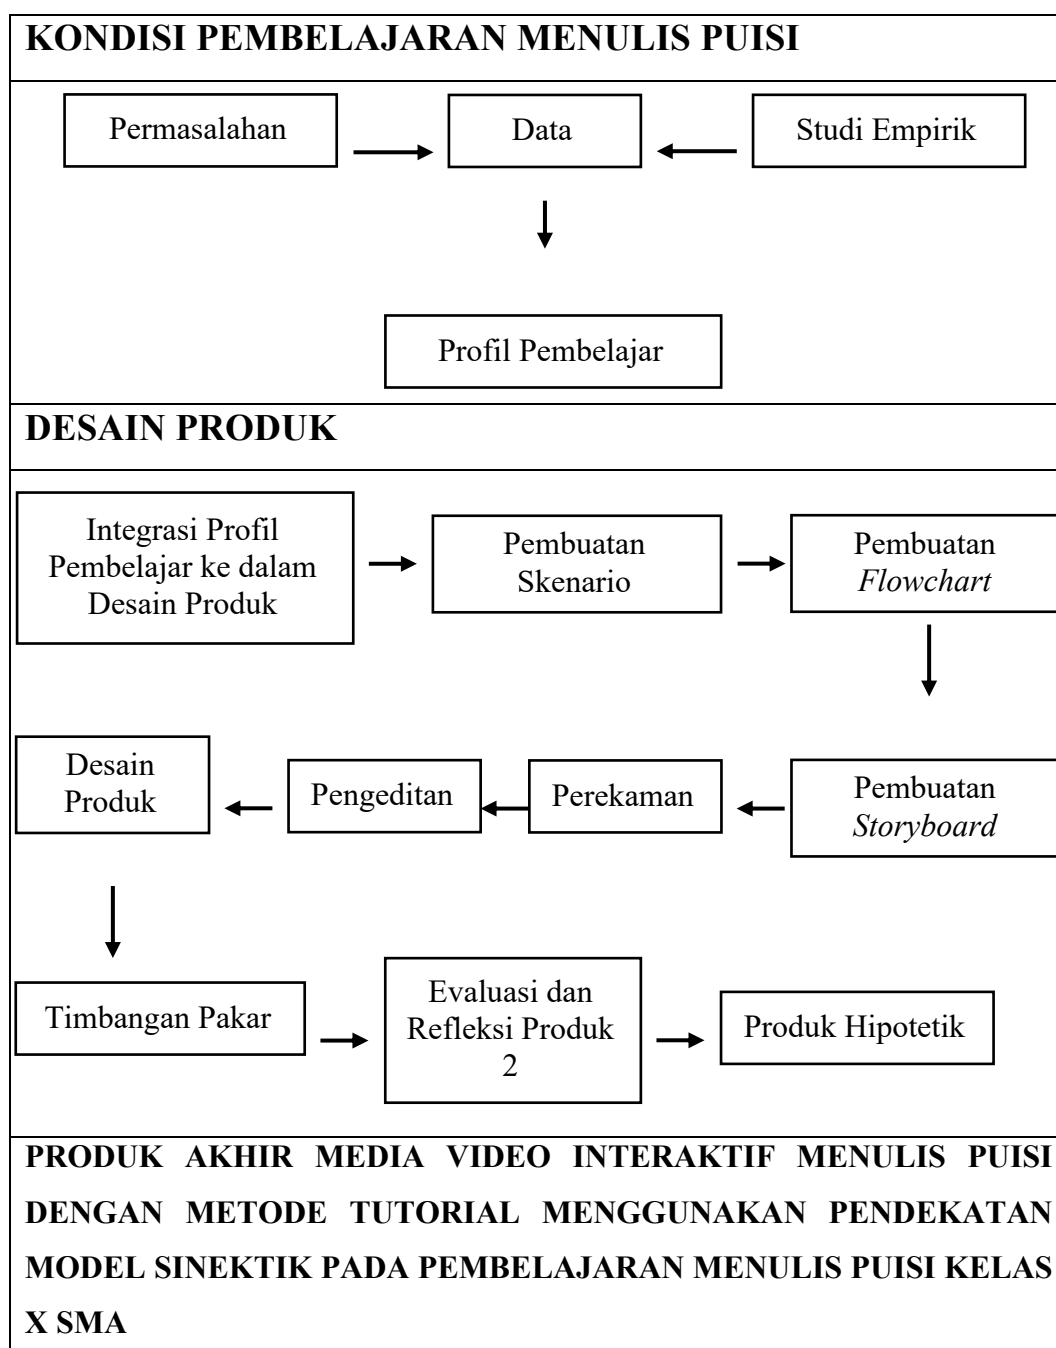 KONDISI PEMBELAJARAN MENULIS PUISI
Permasalahan
Data
Studi Empirik
Profil Pembelajar
DESAIN PRODUK
Integrasi Profil
Pembelajar ke dalam
Desain Produk
Pembuatan
Skenario
Pembuatan
Flowchart
Pembuatan
Storyboard
Perekaman
Pengeditan
Desain
Produk
Timbangan Pakar
Evaluasi dan
Refleksi Produk
2
Produk Hipotetik
PRODUK AKHIR MEDIA VIDEO INTERAKTIF MENULIS PUISI
DENGAN METODE TUTORIAL MENGGUNAKAN PENDEKATAN
MODEL SINEKTIK PADA PEMBELAJARAN MENULIS PUISI KELAS
X SMA